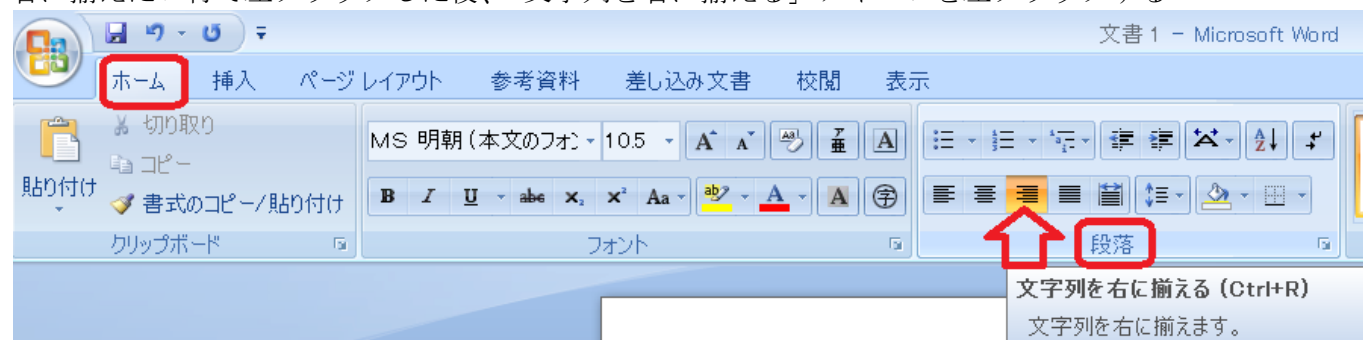 文書 1 - Microsoft Word
ホーム 挿入 ページ レイアウト 参考資料 差し込み文書 校閲 表示
切り取り
コピー
貼り付け
書式のコピー/貼り付け
クリップボード
MS 明朝 (本文のフォン
10.5
フォント
段落
文字列を右に揃える (Ctrl+R)
文字列を右に揃えます。